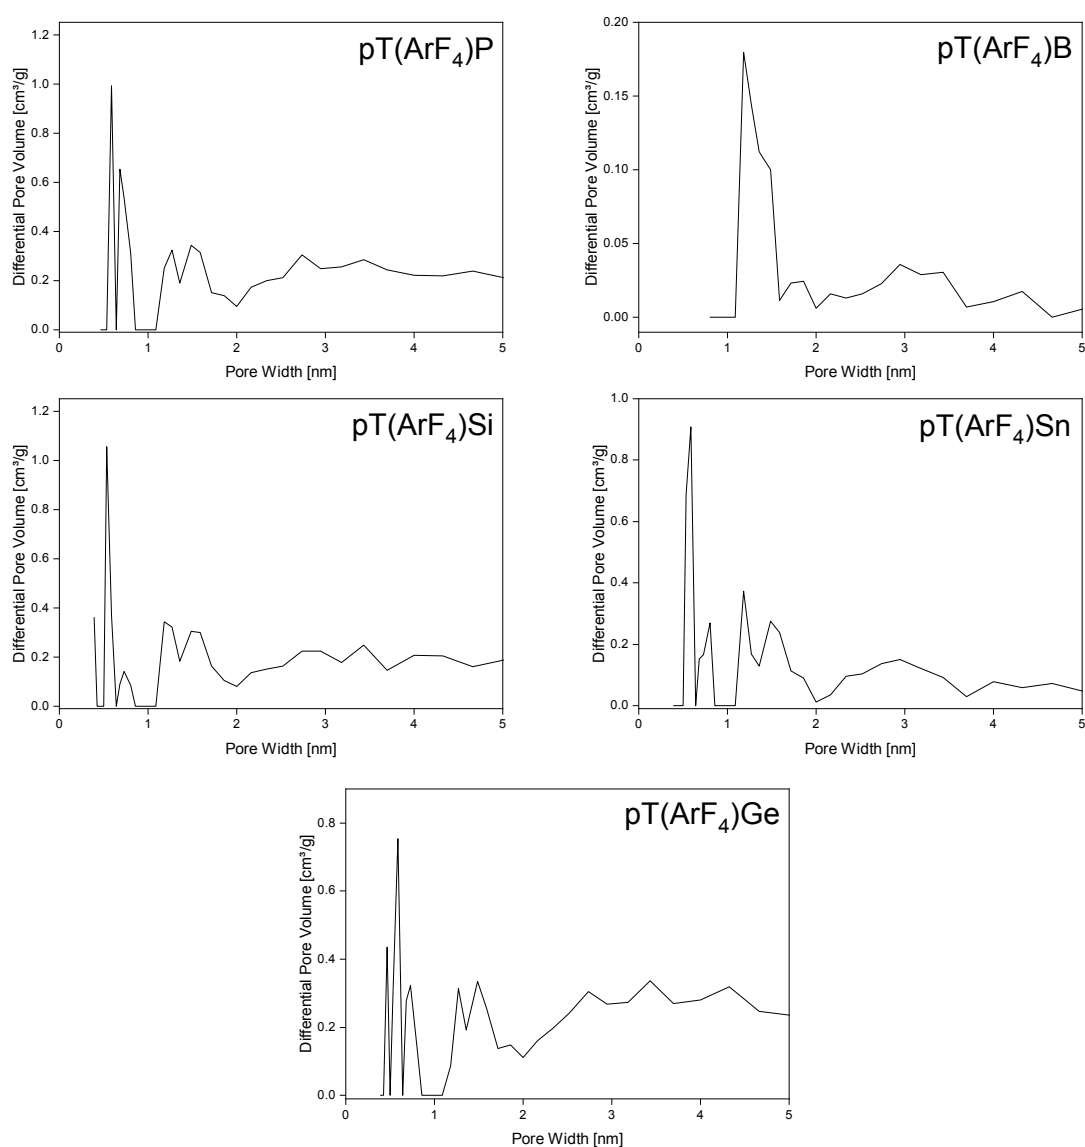 pT(ArF₄)P
Differential Pore Volume [cm³/g]
1.2
1.0
0.8
0.6
0.4
0.2
0.0
0 1 2 3 4 5
Pore Width [nm]
pT(ArF₄)B
Differential Pore Volume [cm³/g]
0.20
0.15
0.10
0.05
0.00
0 1 2 3 4 5
Pore Width [nm]
pT(ArF₄)Si
Differential Pore Volume [cm³/g]
1.2
1.0
0.8
0.6
0.4
0.2
0.0
0 1 2 3 4 5
Pore Width [nm]
pT(ArF₄)Sn
Differential Pore Volume [cm³/g]
1.0
0.8
0.6
0.4
0.2
0.0
0 1 2 3 4 5
Pore Width [nm]
pT(ArF₄)Ge
Differential Pore Volume [cm³/g]
0.8
0.6
0.4
0.2
0.0
0 1 2 3 4 5
Pore Width [nm]